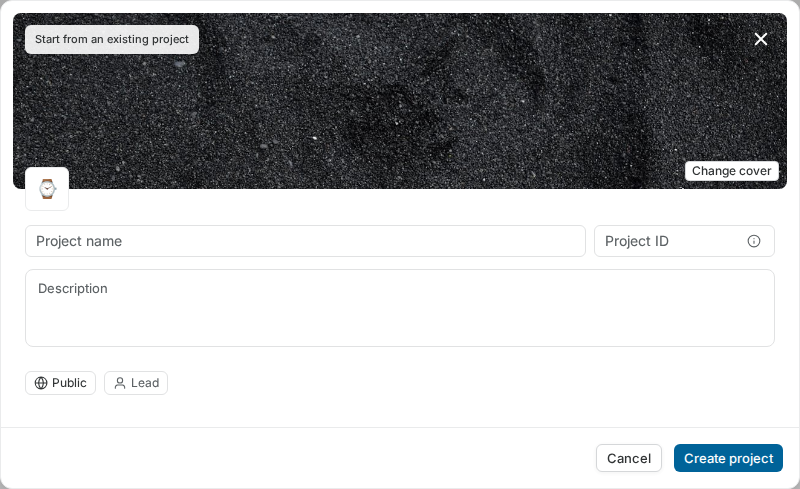 Start from an existing project
Change cover
Project name
Project ID
Description
Public
Lead
Cancel
Create project